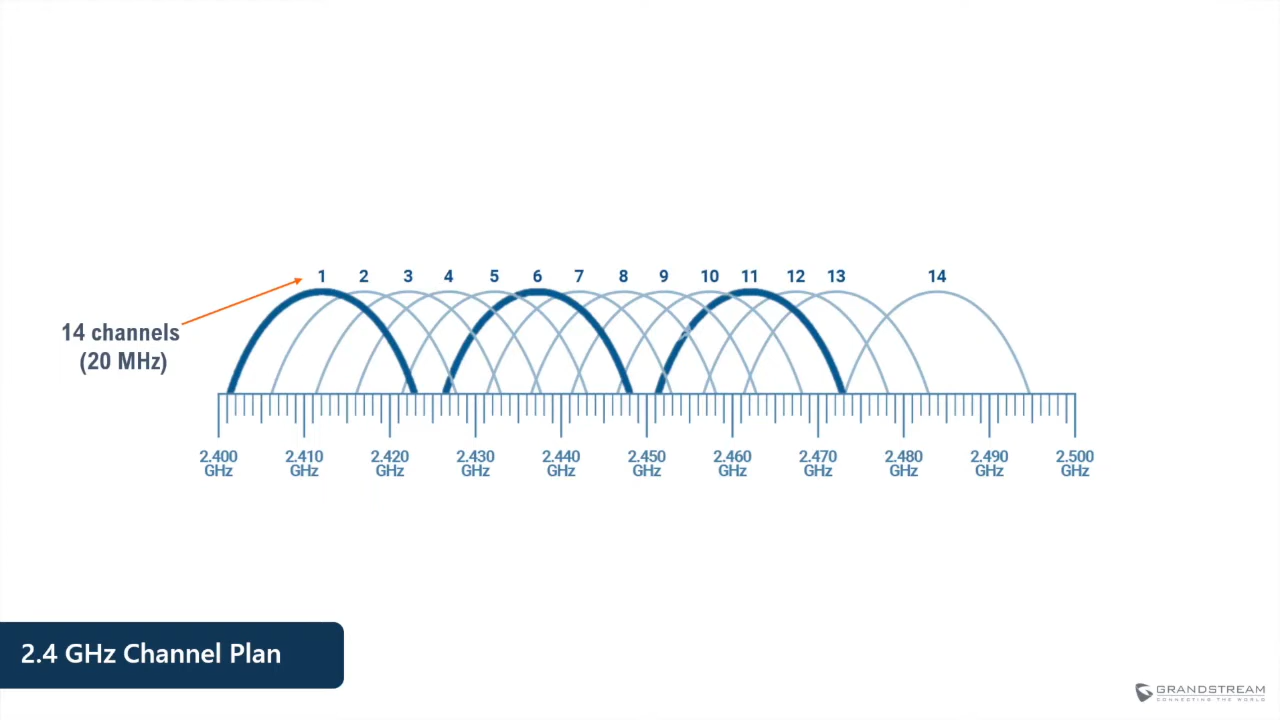 1 2 3 4 5 6 7 8 9 10 11 12 13 14
14 channels
(20 MHz)
2.400 2.410 2.420 2.430 2.440 2.450 2.460 2.470 2.480 2.490 2.500
GHz GHz GHz GHz GHz GHz GHz GHz GHz GHz GHz
2.4 GHz Channel Plan
GRANDSTREAM
CONNECTING THE WORLD